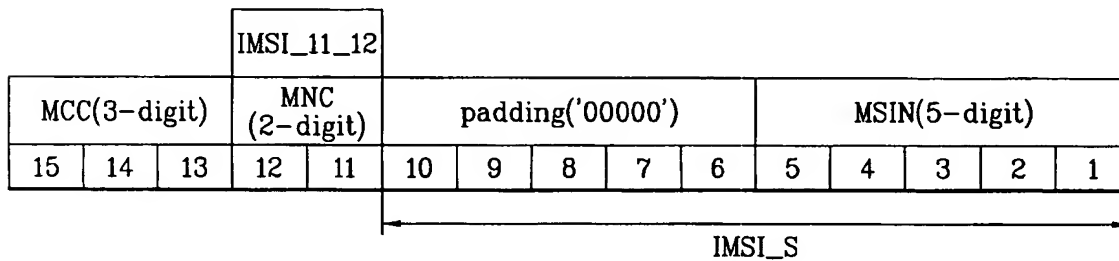 IMSI_11_12
MCC(3-digit) MNC (2-digit) padding('00000') MSIN(5-digit)
15 14 13 12 11 10 9 8 7 6 5 4 3 2 1
IMSI_S